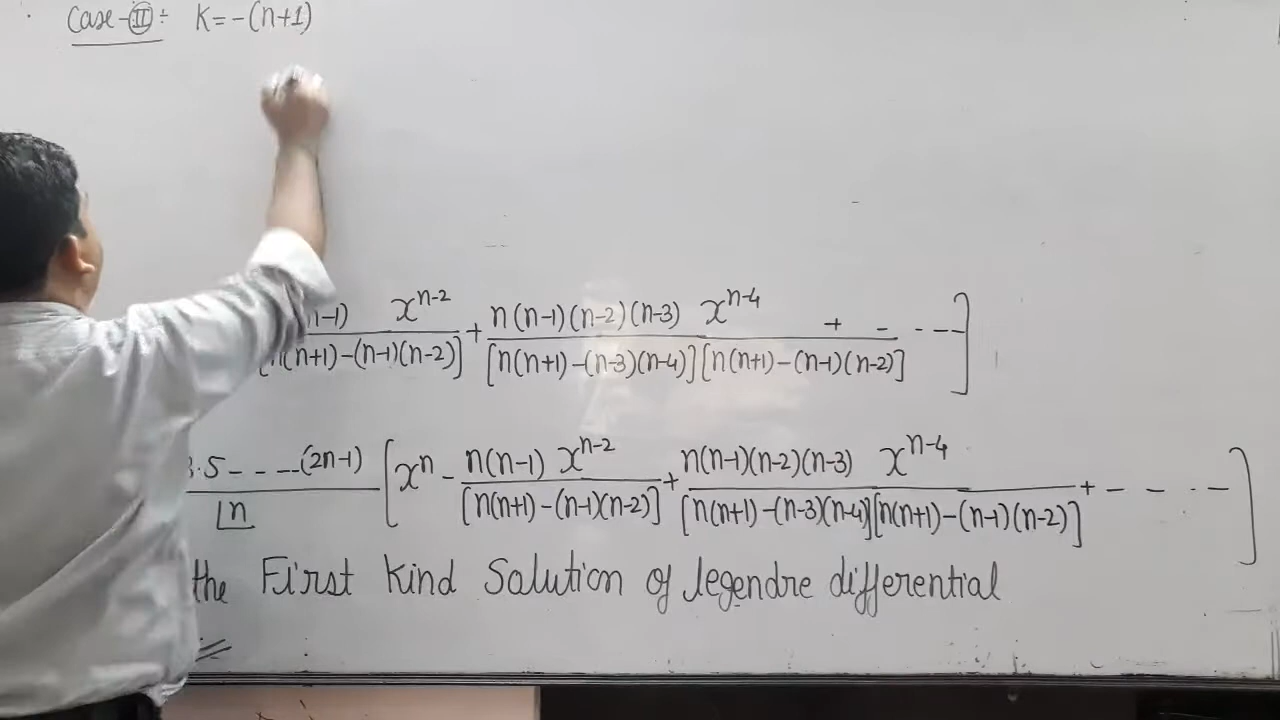 Case-II÷ K=-(n+1)
n-1) x^{n-2} / [n(n+1)-(n-1)(n-2)] + n(n-1)(n-2)(n-3) x^{n-4} / [n(n+1)-(n-3)(n-4)][n(n+1)-(n-1)(n-2)] + - - - - ]
3.5- - - -(2n-1) / ⌊n [ x^n - n(n-1) x^{n-2} / [n(n+1)-(n-1)(n-2)] + n(n-1)(n-2)(n-3) x^{n-4} / [n(n+1)-(n-3)(n-4)][n(n+1)-(n-1)(n-2)] + - - - - ]
the First Kind Solution of legendre differential